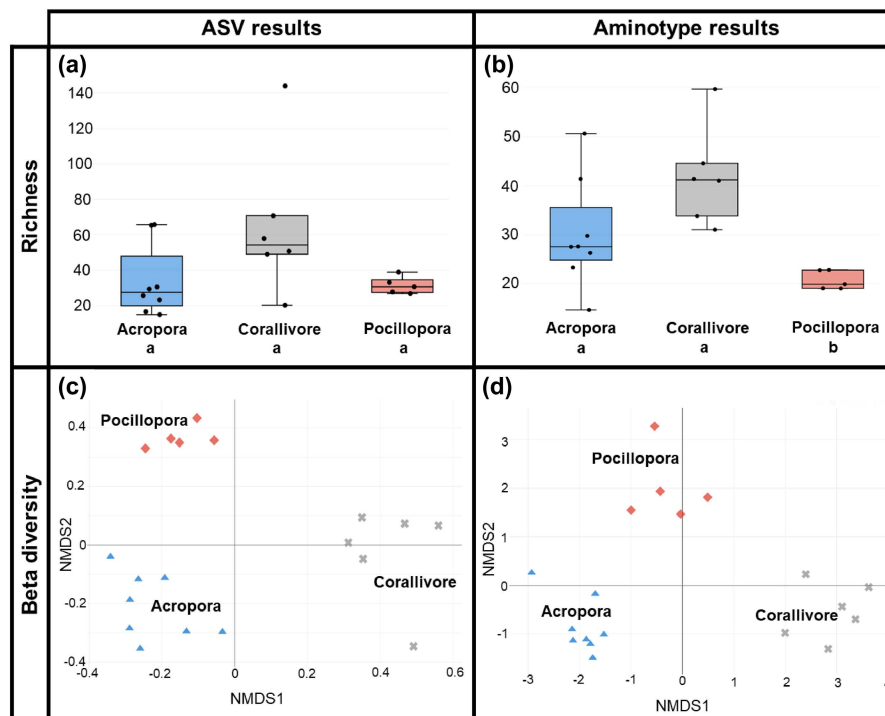 ASV results
Aminotype results
Richness
(a)
140
120
100
80
60
40
20
Acropora
a
Corallivore
a
Pocillopora
a
(b)
60
50
40
30
20
Acropora
a
Corallivore
a
Pocillopora
b
Beta diversity
(c)
Pocillopora
Acropora
Corallivore
NMDS2
0.4
0.2
0
-0.2
-0.4
-0.4
-0.2
0
0.2
0.4
0.6
NMDS1
(d)
Pocillopora
Acropora
Corallivore
NMDS2
3
2
1
0
-1
-3
-2
-1
0
1
2
3
NMDS1